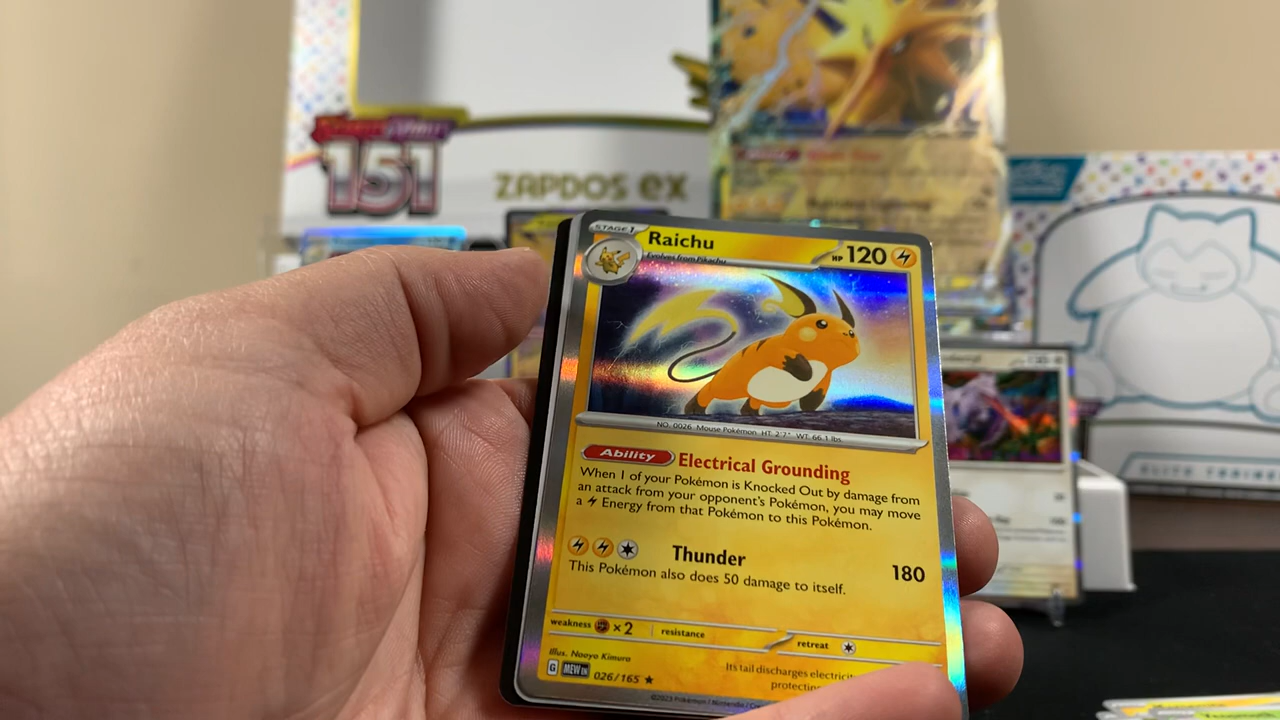 151
ZAPDOS ex
STAGE 1
Raichu
Evolves from Pikachu
HP 120
NO. 0026 Mouse Pokémon HT: 2'7" WT: 66.1 lbs
Ability Electrical Grounding
When 1 of your Pokémon is Knocked Out by damage from
an attack from your opponent's Pokémon, you may move
a Energy from that Pokémon to this Pokémon.
Thunder 180
This Pokémon also does 50 damage to itself.
weakness ×2 resistance retreat
Illus. Naoyo Kimura
Its tail discharges electricity
G MEW EN 026/165
©2023 Pokémon / Nintendo
ELITE TRAINE